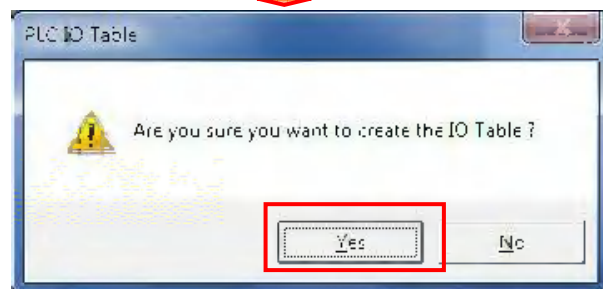 PLC IO Table
Are you sure you want to create the IO Table ?
Yes
No